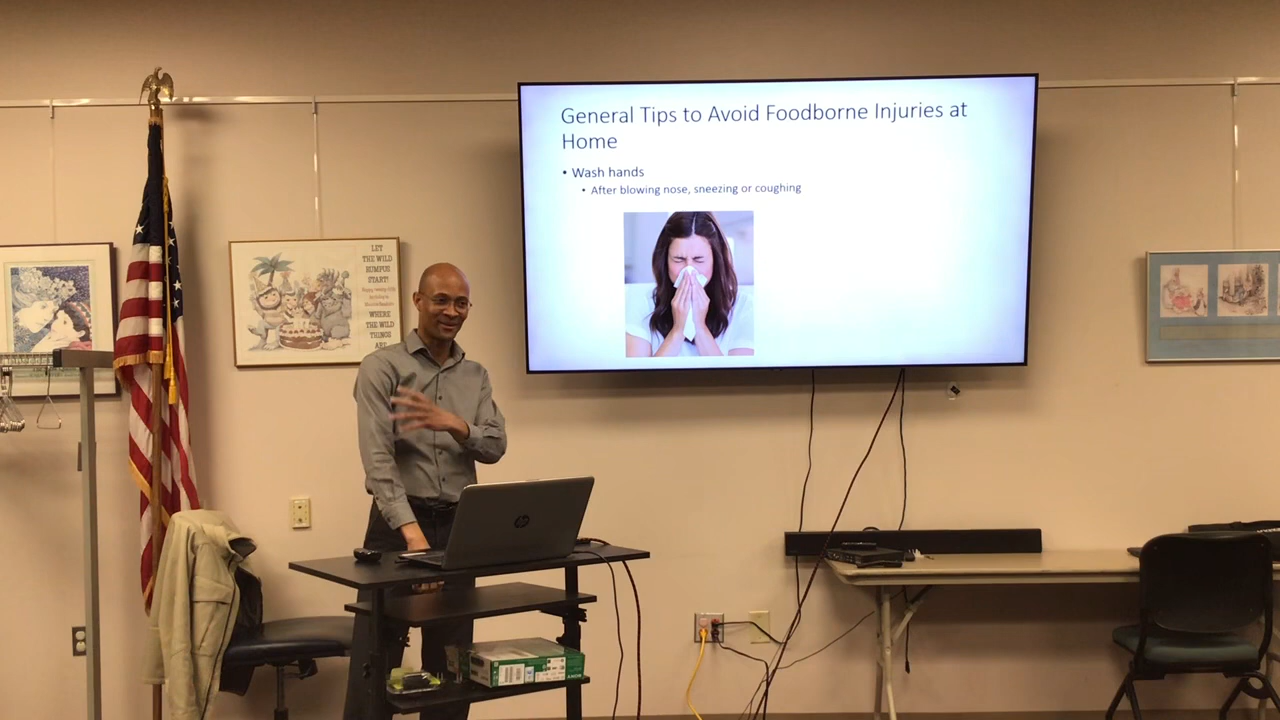 General Tips to Avoid Foodborne Injuries at
Home
• Wash hands
• After blowing nose, sneezing or coughing
LET
THE WILD
RUMPUS
START!
WHERE
THE WILD
THINGS
ARE
hp